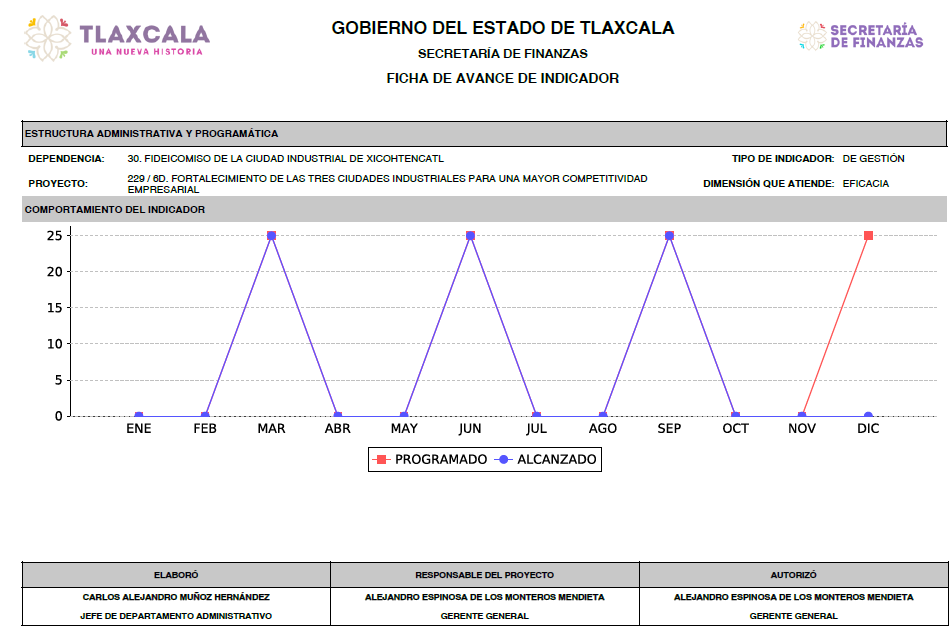 TLAXCALA
UNA NUEVA HISTORIA
GOBIERNO DEL ESTADO DE TLAXCALA
SECRETARÍA DE FINANZAS
FICHA DE AVANCE DE INDICADOR
SECRETARÍA
DE FINANZAS
ESTRUCTURA ADMINISTRATIVA Y PROGRAMÁTICA
DEPENDENCIA: 30. FIDEICOMISO DE LA CIUDAD INDUSTRIAL DE XICOHTENCATL TIPO DE INDICADOR: DE GESTIÓN
PROYECTO: 229 / 6D. FORTALECIMIENTO DE LAS TRES CIUDADES INDUSTRIALES PARA UNA MAYOR COMPETITIVIDAD
EMPRESARIAL DIMENSIÓN QUE ATIENDE: EFICACIA
COMPORTAMIENTO DEL INDICADOR
25
20
15
10
5
0
ENE FEB MAR ABR MAY JUN JUL AGO SEP OCT NOV DIC
PROGRAMADO ALCANZADO
ELABORÓ RESPONSABLE DEL PROYECTO AUTORIZÓ
CARLOS ALEJANDRO MUÑOZ HERNÁNDEZ ALEJANDRO ESPINOSA DE LOS MONTEROS MENDIETA ALEJANDRO ESPINOSA DE LOS MONTEROS MENDIETA
JEFE DE DEPARTAMENTO ADMINISTRATIVO GERENTE GENERAL GERENTE GENERAL